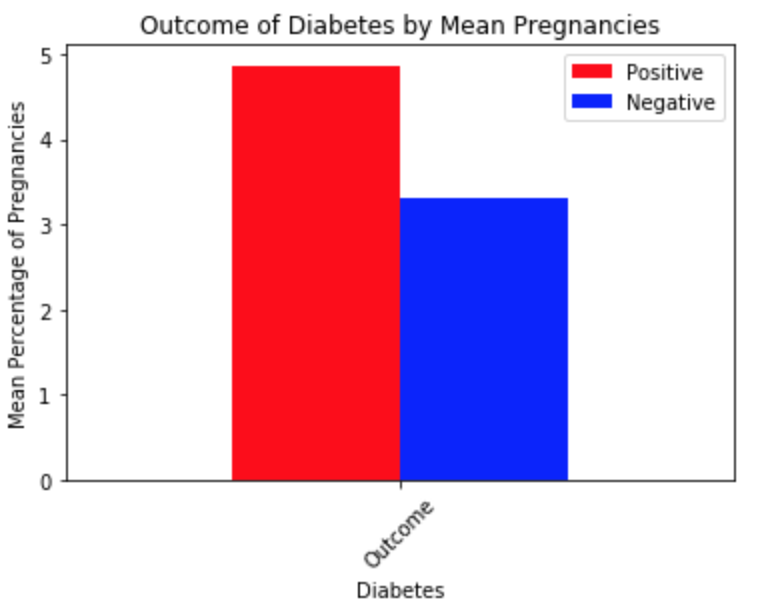 Outcome of Diabetes by Mean Pregnancies
Positive
Negative
Mean Percentage of Pregnancies
5
4
3
2
1
0
Outcome
Diabetes